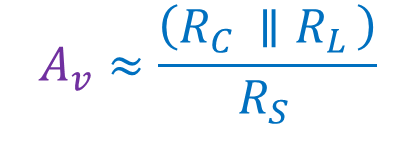 A_v ≈ (R_C ∥ R_L) / R_S